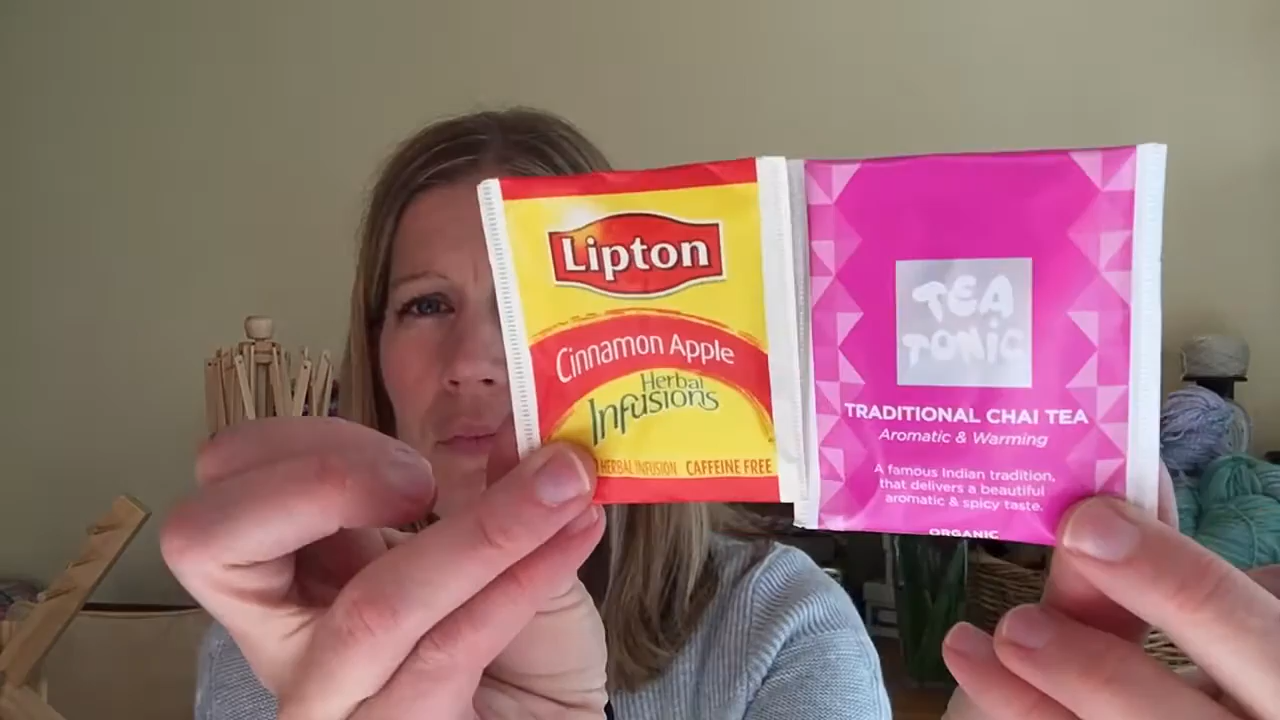 Lipton
Cinnamon Apple
Herbal
Infusions
HERBAL INFUSION CAFFEINE FREE
TEA
TONIC
TRADITIONAL CHAI TEA
Aromatic & Warming
A famous Indian tradition,
that delivers a beautiful
aromatic & spicy taste.
ORGANIC